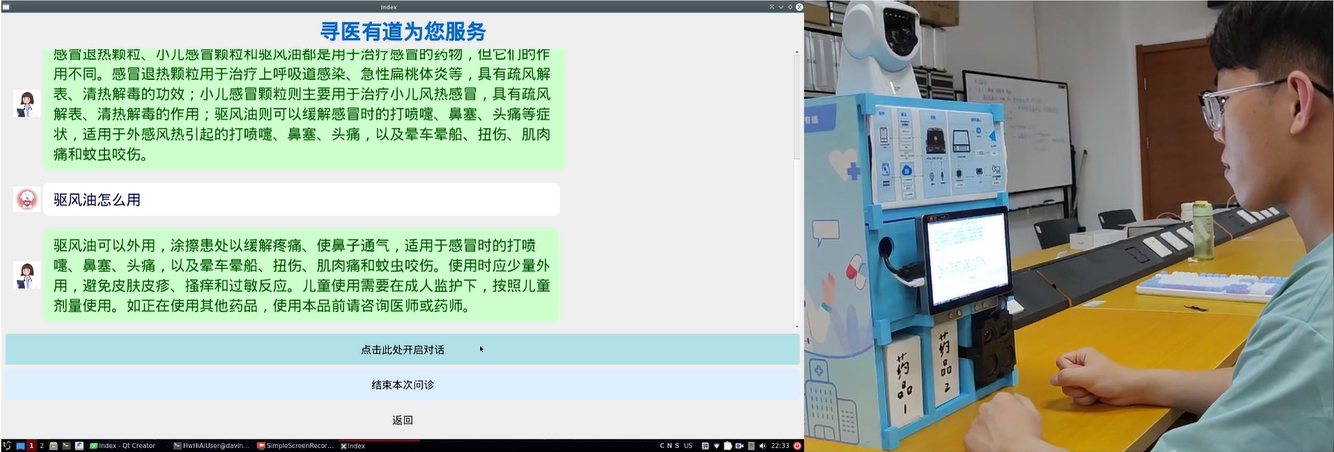 Index
寻医有道为您服务
感冒退热颗粒、小儿感冒颗粒和驱风油都是用于治疗感冒的药物，但它们的作
用不同。感冒退热颗粒用于治疗上呼吸道感染、急性扁桃体炎等，具有疏风解
表、清热解毒的功效；小儿感冒颗粒则主要用于治疗小儿风热感冒，具有疏风
解表、清热解毒的作用；驱风油则可以缓解感冒时的打喷嚏、鼻塞、头痛等症
状，适用于外感风热引起的打喷嚏、鼻塞、头痛，以及晕车晕船、扭伤、肌肉
痛和蚊虫咬伤。
驱风油怎么用
驱风油可以外用，涂擦患处以缓解疼痛、使鼻子通气，适用于感冒时的打喷
嚏、鼻塞、头痛，以及晕车晕船、扭伤、肌肉痛和蚊虫咬伤。使用时应少量外
用，避免皮肤皮疹、搔痒和过敏反应。儿童使用需要在成人监护下，按照儿童
剂量使用。如正在使用其他药品，使用本品前请咨询医师或药师。
点击此处开启对话
结束本次问诊
返回
1 2 Index - Qt Creator HwHiAiUser@davin... SimpleScreenRecor... Index C N S US 22:33
药品1
药品2